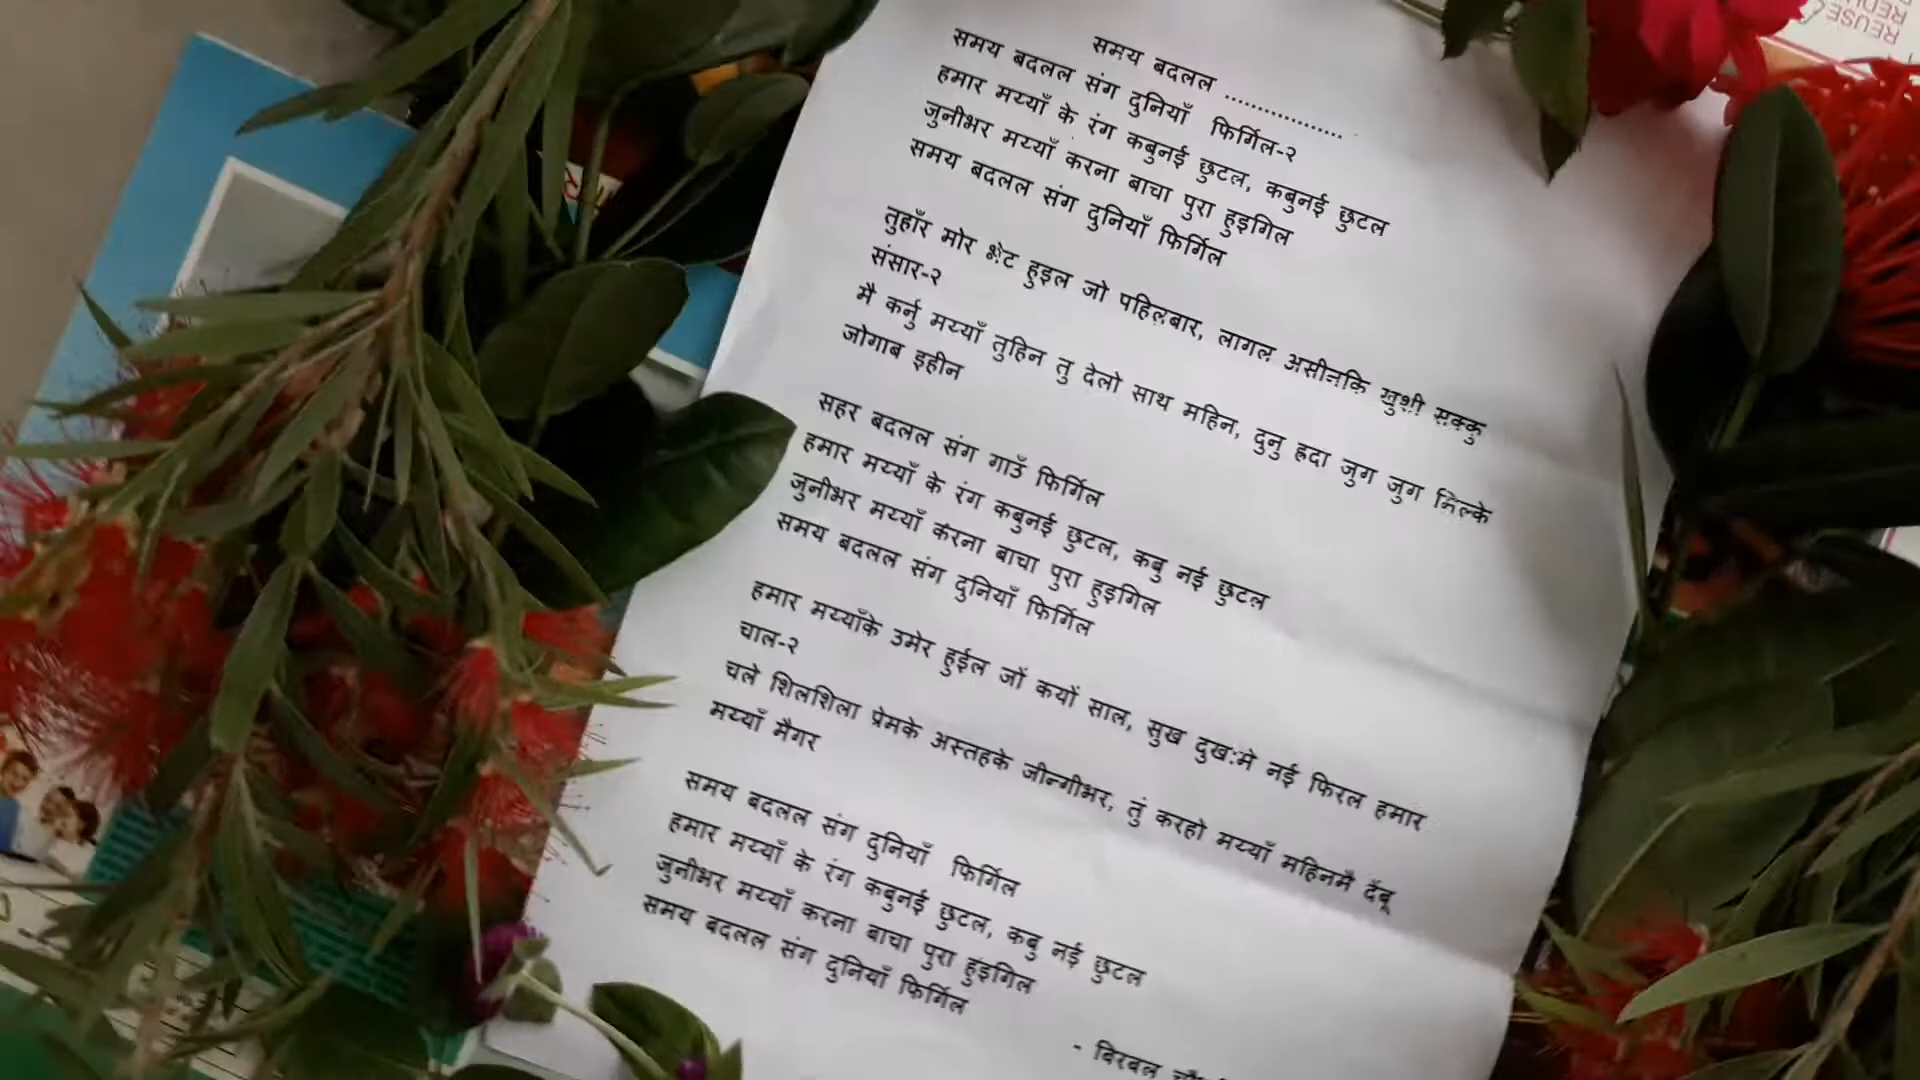 समय बदलल ...................
समय बदलल संग दुनियाँ फिर्गिल-२
हमार मय्याँ के रंग कबुनई छुटल, कबुनई छुटल
जुनीभर मय्याँ करना बाचा पुरा हुइगिल
समय बदलल संग दुनियाँ फिर्गिल
तुहाँर मोर भेट हुइल जो पहिलबार, लागल असीनकि खुशी सक्कु
संसार-२
मै कर्नु मय्याँ तुहिन तु देलो साथ महिन, दुनु ह्रदा जुग जुग मिल्के
जोगाब इहीन
सहर बदलल संग गाउँ फिर्गिल
हमार मय्याँ के रंग कबुनई छुटल, कबु नई छुटल
जुनीभर मय्याँ करना बाचा पुरा हुइगिल
समय बदलल संग दुनियाँ फिर्गिल
हमार मय्याँके उमेर हुईल जों कयों साल, सुख दुखःमे नई फिरल हमार
चाल-२
चले शिलशिला प्रेमके अस्तहके जीन्गीभर, तुं करहो मय्याँ महिनमै देंबू
मय्याँ मैगर
समय बदलल संग दुनियाँ फिर्गिल
हमार मय्याँ के रंग कबुनई छुटल, कबु नई छुटल
जुनीभर मय्याँ करना बाचा पुरा हुइगिल
समय बदलल संग दुनियाँ फिर्गिल
- बिरबल
REUSE